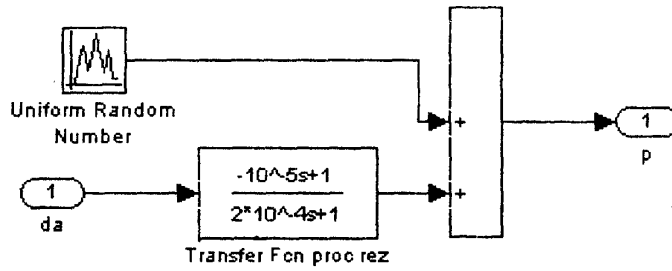 Uniform Random
Number
+
1
p
-10^-5s+1
2*10^-4s+1
+
1
da
Transfer Fcn proc rez